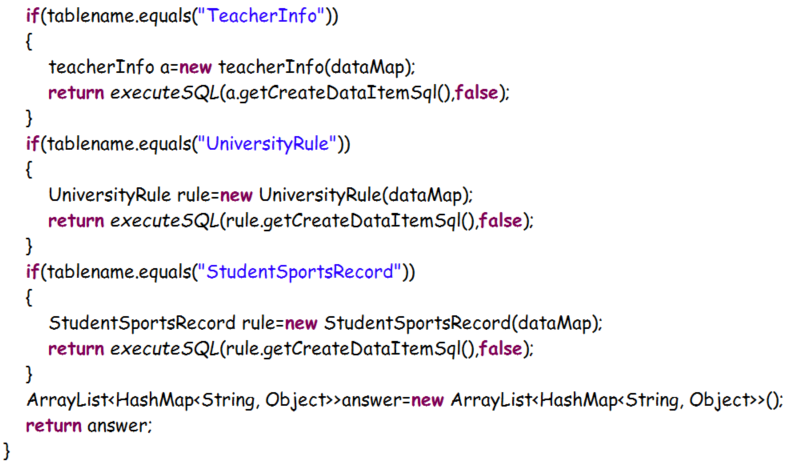 if(tablename.equals("TeacherInfo"))
{
teacherInfo a=new teacherInfo(dataMap);
return executeSQL(a.getCreateDataItemSql(),false);
}
if(tablename.equals("UniversityRule"))
{
UniversityRule rule=new UniversityRule(dataMap);
return executeSQL(rule.getCreateDataItemSql(),false);
}
if(tablename.equals("StudentSportsRecord"))
{
StudentSportsRecord rule=new StudentSportsRecord(dataMap);
return executeSQL(rule.getCreateDataItemSql(),false);
}
ArrayList<HashMap<String, Object>>answer=new ArrayList<HashMap<String, Object>>();
return answer;
}